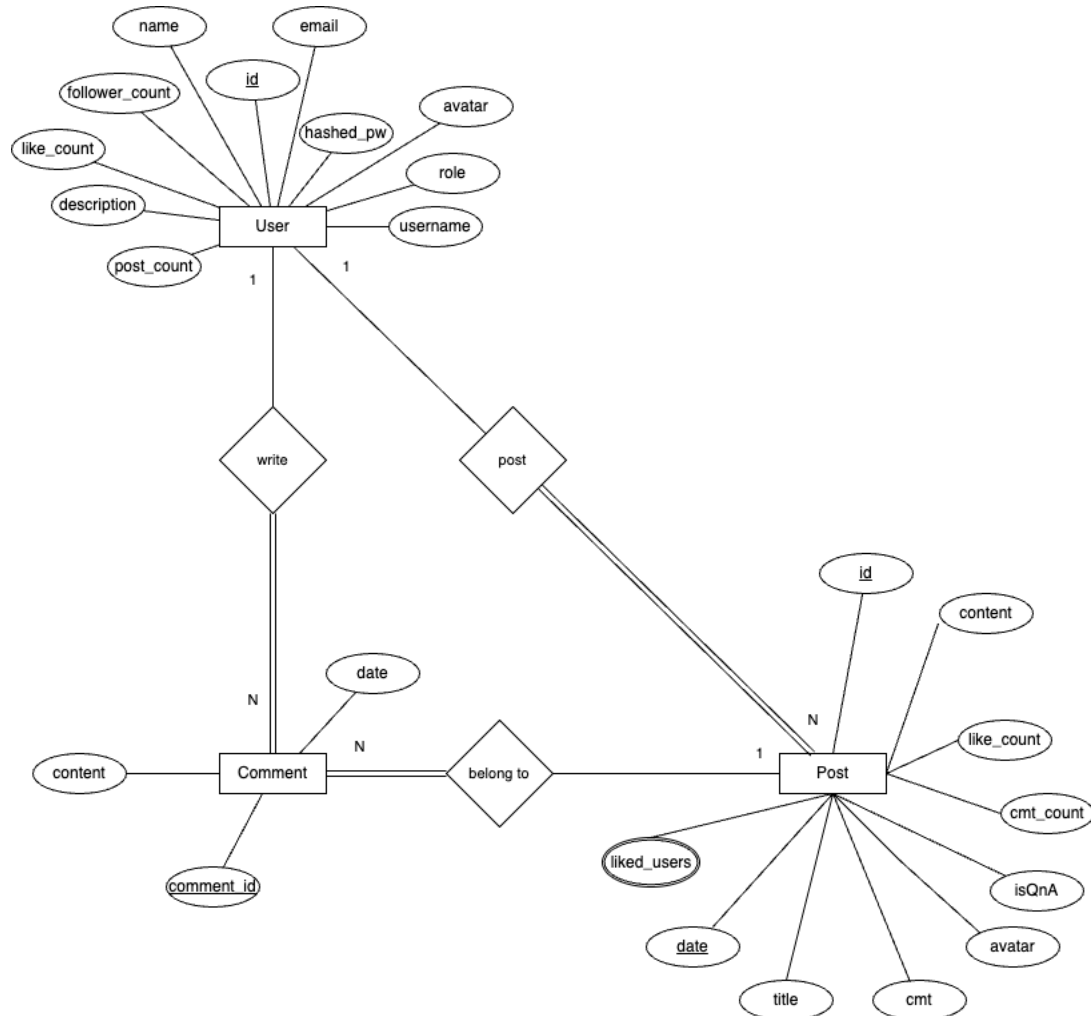 name
email
id
follower_count
avatar
hashed_pw
like_count
role
description
User
username
post_count
1
1
write
post
id
content
date
N
N
N
like_count
1
content
Comment
belong to
Post
cmt_count
liked_users
comment_id
isQnA
date
avatar
title
cmt